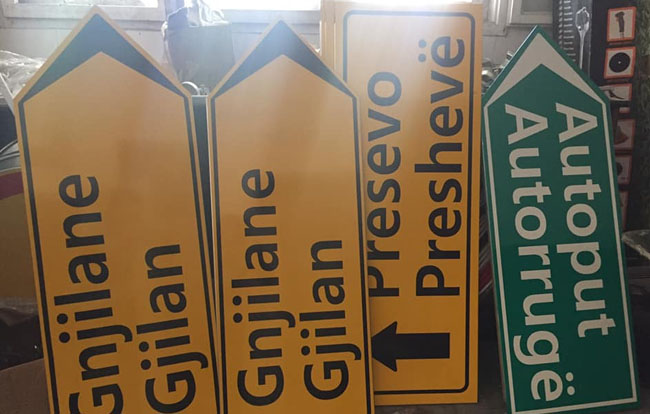 Gnjilane
Gjilan
Gnjilane
Gjilan
Presevo
Preshevë
Autoput
Autorrugë